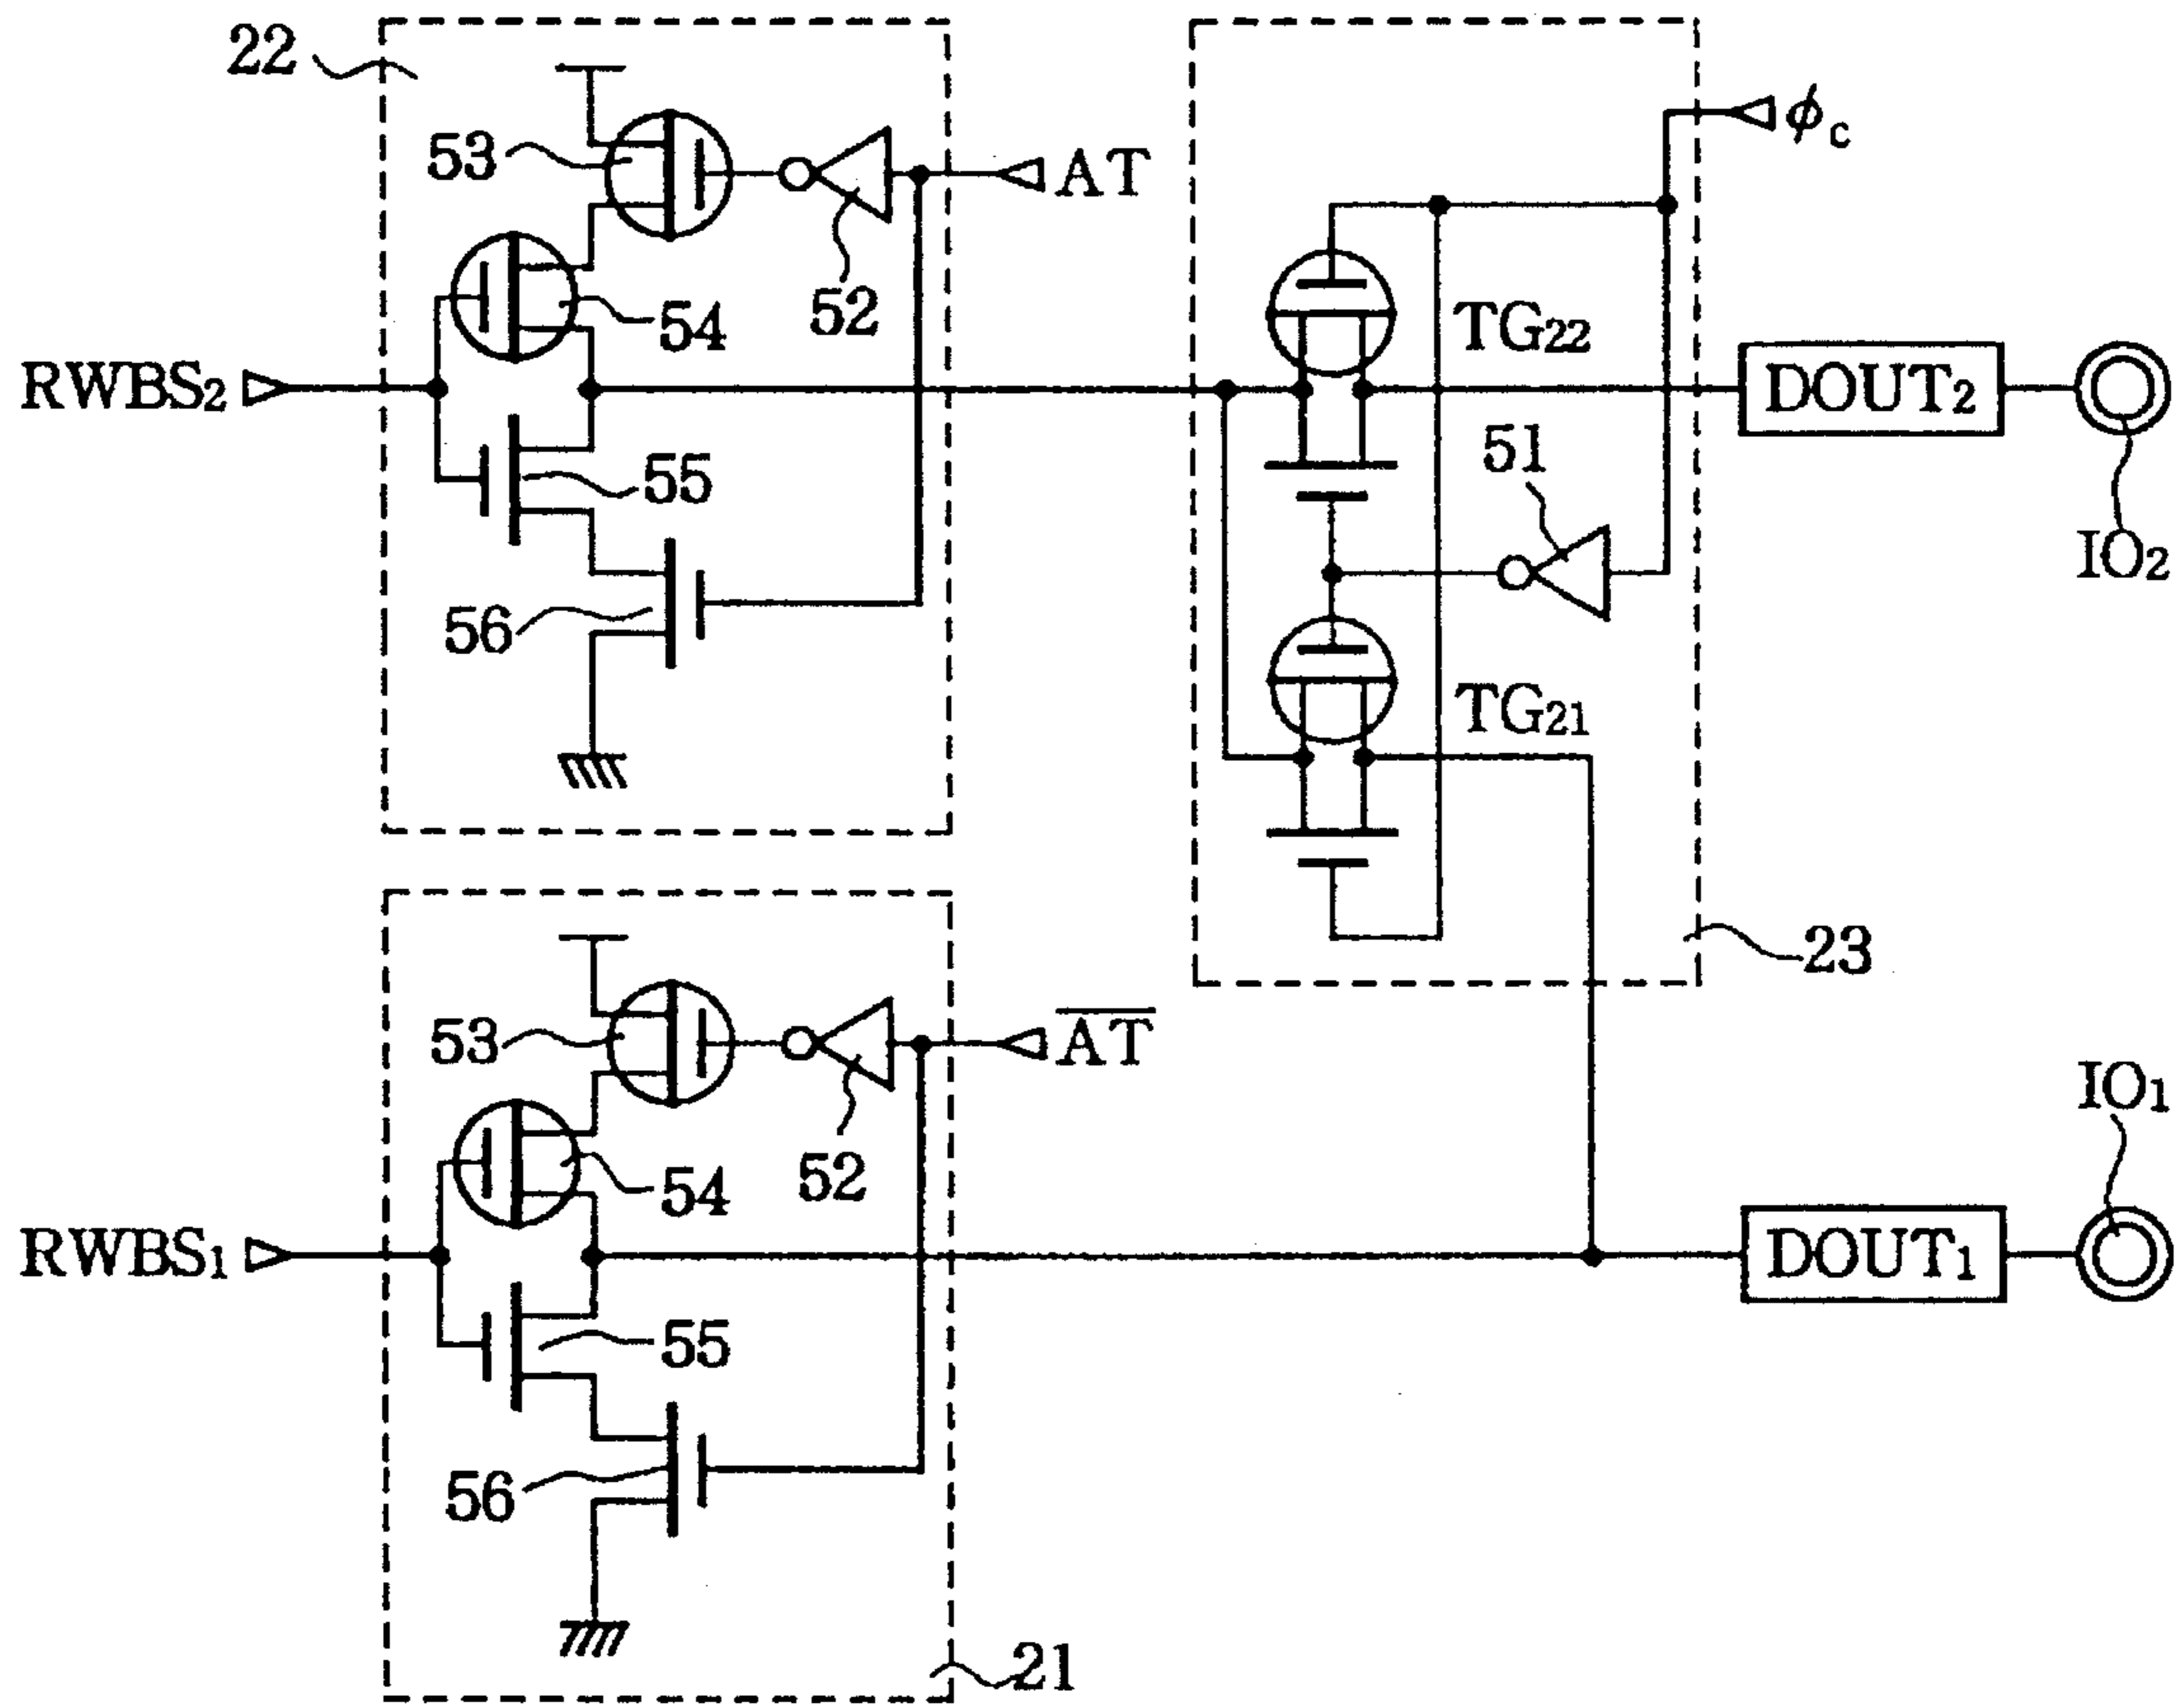 22
53
AT
52
54
RWBS₂
55
56
ϕc
TG₂₂
DOUT₂
51
IO₂
TG₂₁
23
53
A̅T̅
52
54
RWBS₁
55
56
21
IO₁
DOUT₁